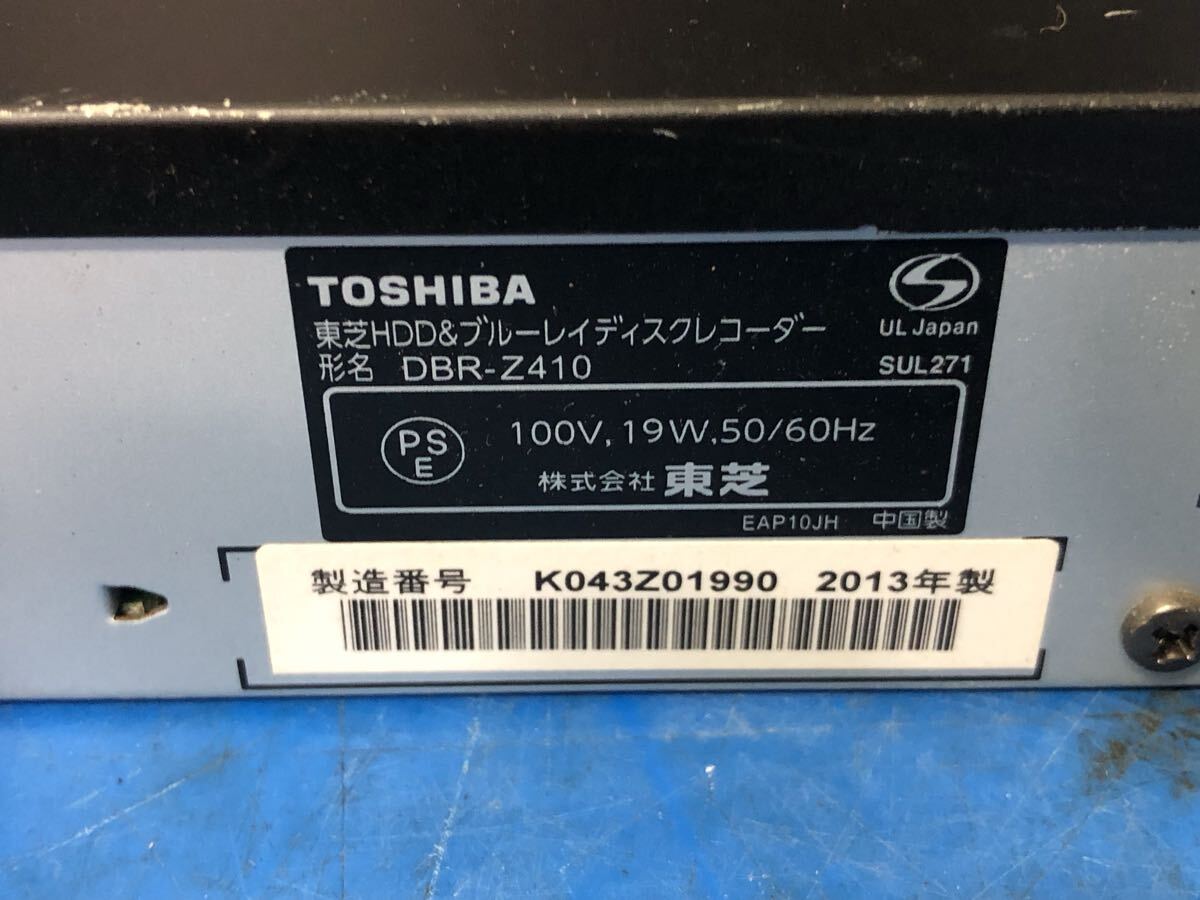 TOSHIBA
東芝HDD&ブルーレイディスクレコーダー
形名 DBR-Z410
UL Japan
SUL271
PSE
100V, 19W, 50/60Hz
株式会社 東芝
EAP10JH 中国製
製造番号 K043Z01990 2013年製